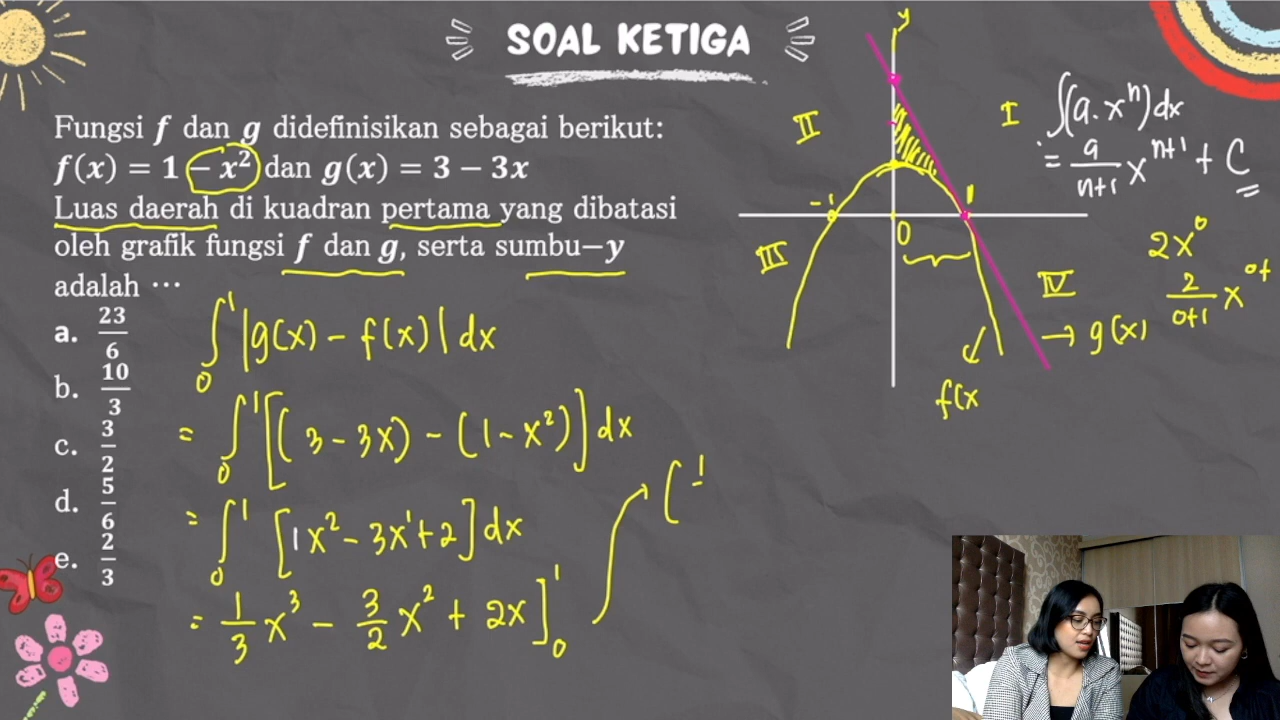 SOAL KETIGA
Fungsi f dan g didefinisikan sebagai berikut:
f(x) = 1 − x² dan g(x) = 3 − 3x
Luas daerah di kuadran pertama yang dibatasi
oleh grafik fungsi f dan g, serta sumbu−y
adalah ⋯
a. 23/6
b. 10/3
c. 3/2
d. 5/6
e. 2/3
∫₀¹ |g(x) − f(x)| dx
= ∫₀¹ [(3 − 3x) − (1 − x²)] dx
= ∫₀¹ [1x² − 3x¹ + 2] dx
= 1/3 x³ − 3/2 x² + 2x]₀¹
(1
y
II
I
-1
0
1
III
IV
→ g(x)
f(x
∫(a.xⁿ) dx
= a/(n+1) x^(n+1) + C
2x⁰
2/(0+1) x^(0+